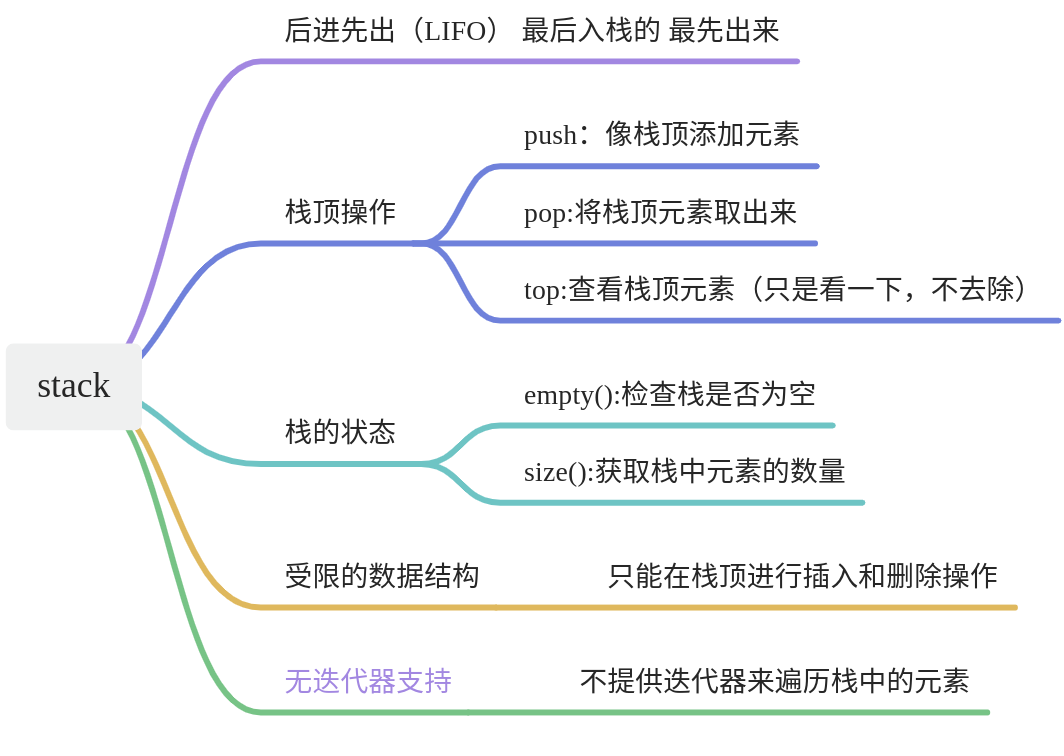 后进先出（LIFO） 最后入栈的 最先出来
push：像栈顶添加元素
栈顶操作
pop:将栈顶元素取出来
top:查看栈顶元素（只是看一下，不去除）
stack
empty():检查栈是否为空
栈的状态
size():获取栈中元素的数量
受限的数据结构
只能在栈顶进行插入和删除操作
无迭代器支持
不提供迭代器来遍历栈中的元素